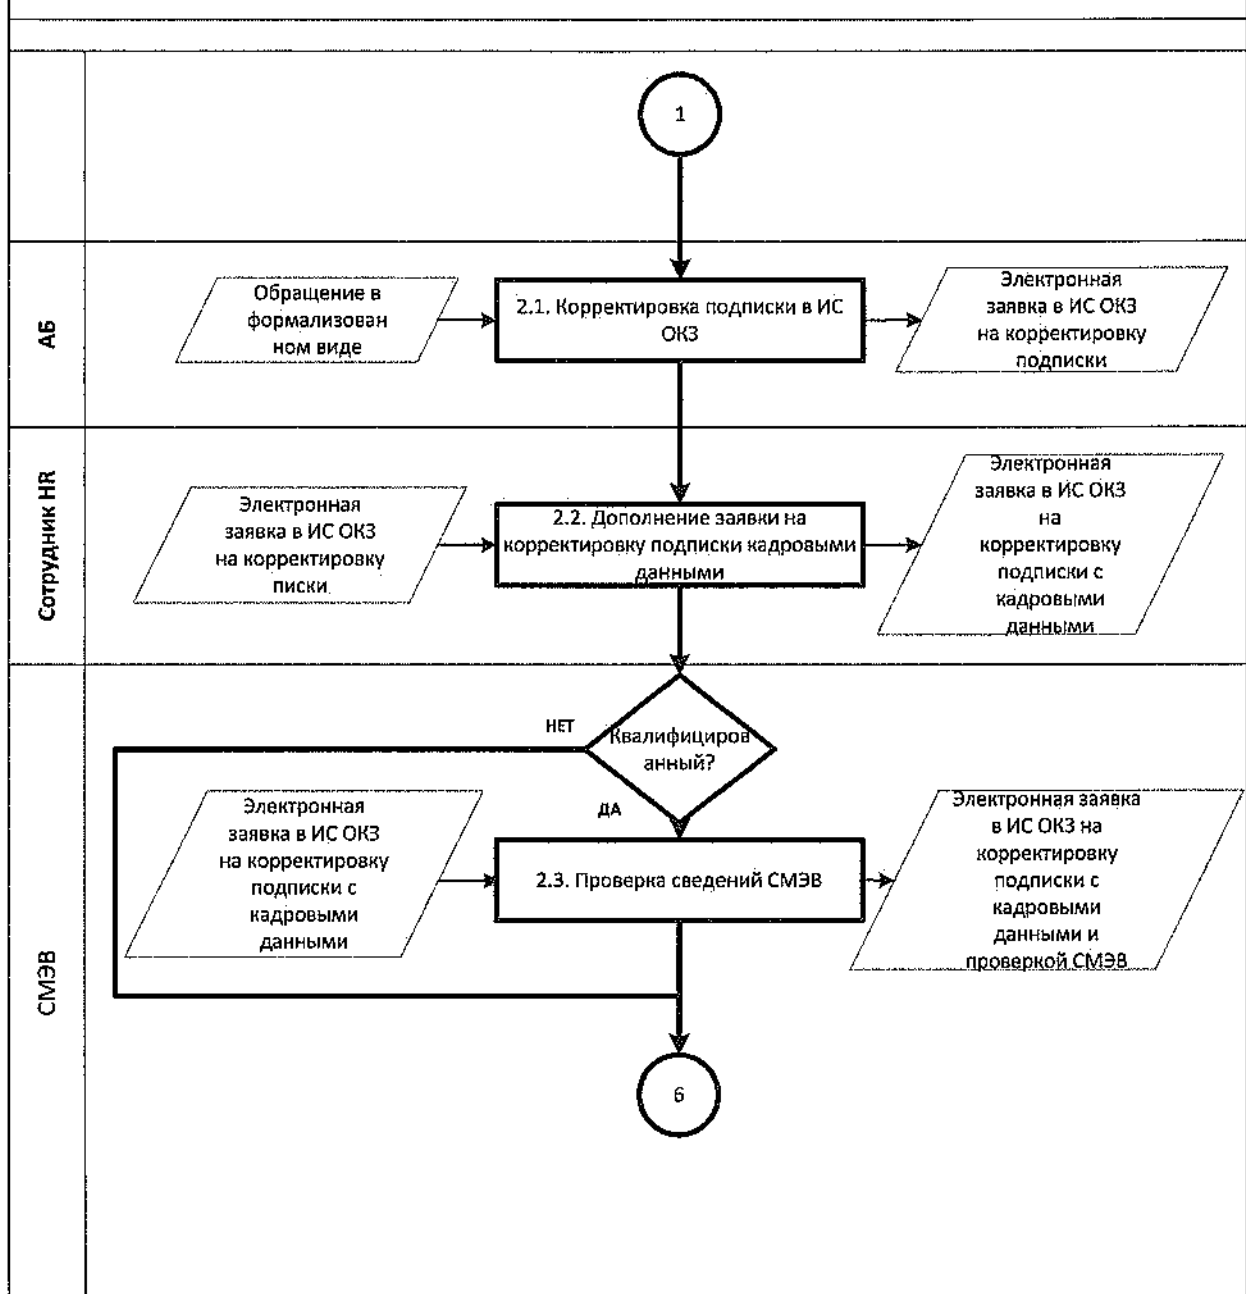 1
АБ
Обращение в
формализован
ном виде
2.1. Корректировка подписки в ИС
ОКЗ
Электронная
заявка в ИС ОКЗ
на корректировку
подписки
Сотрудник HR
Электронная
заявка в ИС ОКЗ
на корректировку
писки
2.2. Дополнение заявки на
корректировку подписки кадровыми
данными
Электронная
заявка в ИС ОКЗ
на
корректировку
подписки с
кадровыми
данными
СМЭВ
НЕТ
Квалифициров
анный?
ДА
Электронная
заявка в ИС ОКЗ
на корректировку
подписки с
кадровыми
данными
2.3. Проверка сведений СМЭВ
Электронная заявка
в ИС ОКЗ на
корректировку
подписки с
кадровыми
данными и
проверкой СМЭВ
6